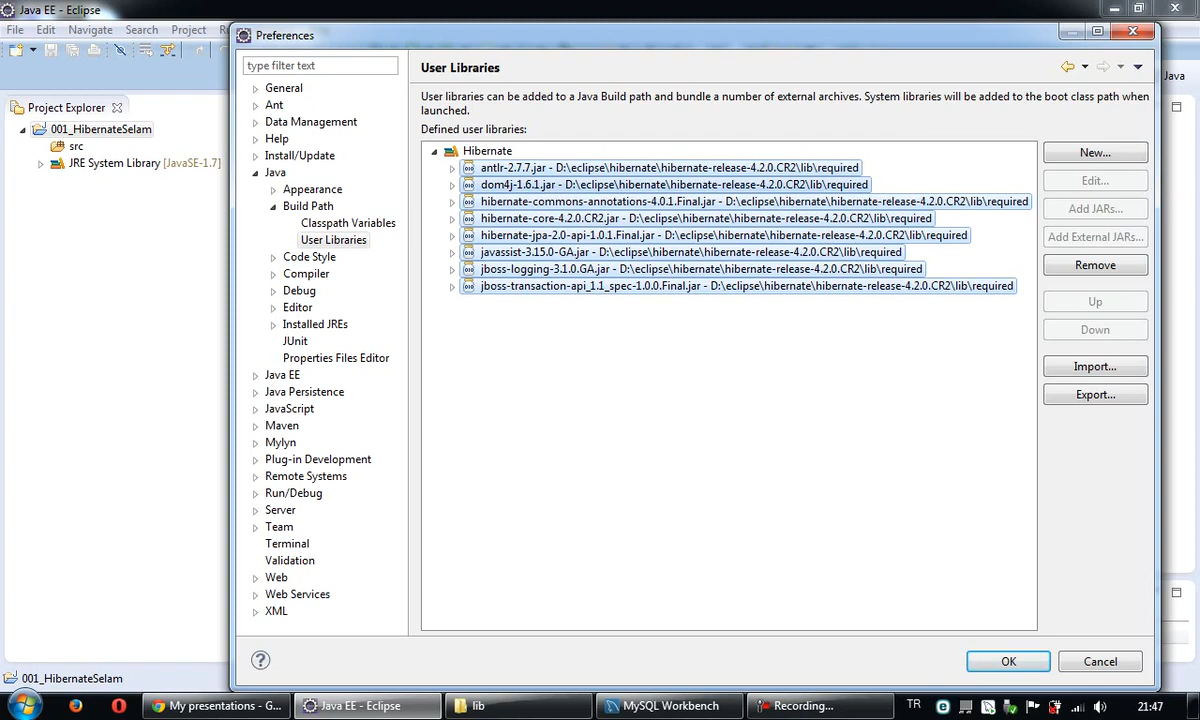 Java EE - Eclipse
File Edit Navigate Search Project
Project Explorer
001_HibernateSelam
src
JRE System Library [JavaSE-1.7]
001_HibernateSelam
Preferences
type filter text
General
Ant
Data Management
Help
Install/Update
Java
Appearance
Build Path
Classpath Variables
User Libraries
Code Style
Compiler
Debug
Editor
Installed JREs
JUnit
Properties Files Editor
Java EE
Java Persistence
JavaScript
Maven
Mylyn
Plug-in Development
Remote Systems
Run/Debug
Server
Team
Terminal
Validation
Web
Web Services
XML
User Libraries
User libraries can be added to a Java Build path and bundle a number of external archives. System libraries will be added to the boot class path when
launched.
Defined user libraries:
Hibernate
antlr-2.7.7.jar - D:\eclipse\hibernate\hibernate-release-4.2.0.CR2\lib\required
dom4j-1.6.1.jar - D:\eclipse\hibernate\hibernate-release-4.2.0.CR2\lib\required
hibernate-commons-annotations-4.0.1.Final.jar - D:\eclipse\hibernate\hibernate-release-4.2.0.CR2\lib\required
hibernate-core-4.2.0.CR2.jar - D:\eclipse\hibernate\hibernate-release-4.2.0.CR2\lib\required
hibernate-jpa-2.0-api-1.0.1.Final.jar - D:\eclipse\hibernate\hibernate-release-4.2.0.CR2\lib\required
javassist-3.15.0-GA.jar - D:\eclipse\hibernate\hibernate-release-4.2.0.CR2\lib\required
jboss-logging-3.1.0.GA.jar - D:\eclipse\hibernate\hibernate-release-4.2.0.CR2\lib\required
jboss-transaction-api_1.1_spec-1.0.0.Final.jar - D:\eclipse\hibernate\hibernate-release-4.2.0.CR2\lib\required
New...
Edit...
Add JARs...
Add External JARs...
Remove
Up
Down
Import...
Export...
OK
Cancel
Java
My presentations - G...
Java EE - Eclipse
lib
MySQL Workbench
Recording...
TR
21:47